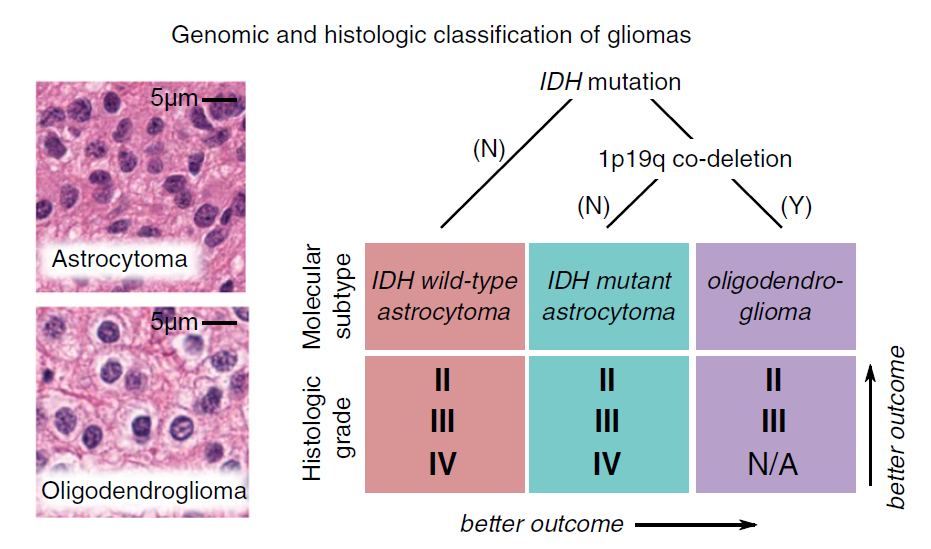 Genomic and histologic classification of gliomas
5µm
Astrocytoma
5µm
Oligodendroglioma
IDH mutation
(N)
1p19q co-deletion
(N)
(Y)
Molecular
subtype
IDH wild-type
astrocytoma
IDH mutant
astrocytoma
oligodendro-
glioma
Histologic
grade
II
III
IV
II
III
IV
II
III
N/A
better outcome
better outcome